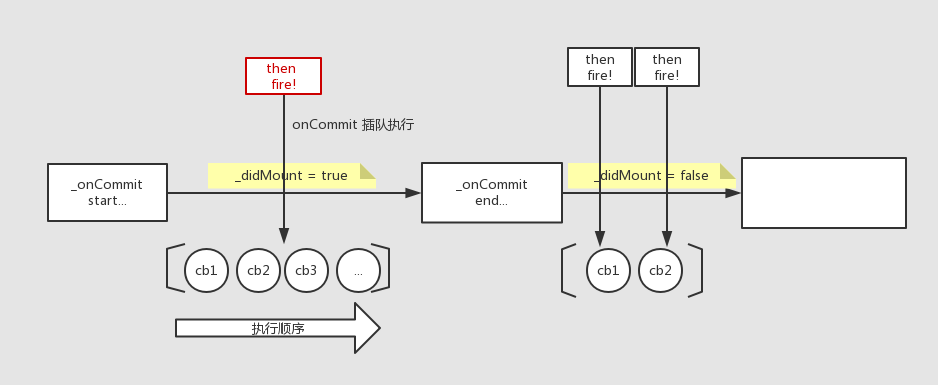 then
fire!
then
fire!
then
fire!
onCommit 插队执行
_didMount = true
_didMount = false
_onCommit
start...
_onCommit
end...
cb1
cb2
cb3
...
cb1
cb2
执行顺序